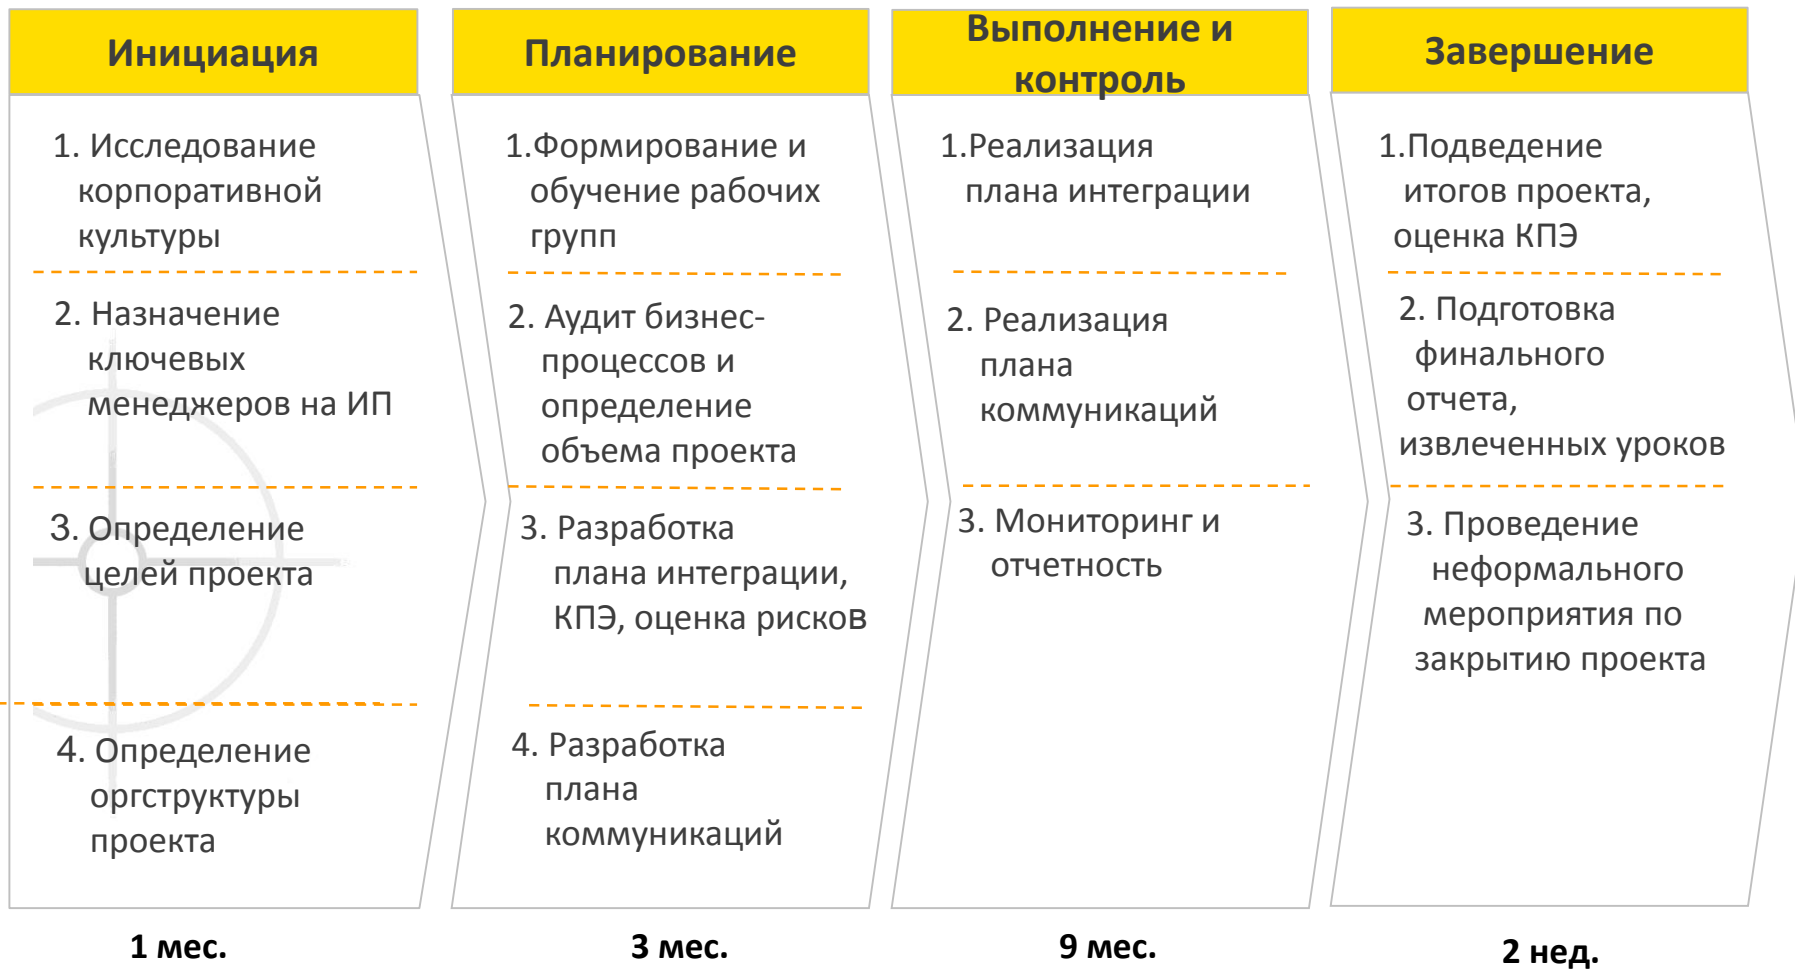 Инициация
1. Исследование
корпоративной
культуры
2. Назначение
ключевых
менеджеров на ИП
3. Определение
целей проекта
4. Определение
оргструктуры
проекта
1 мес.
Планирование
1.Формирование и
обучение рабочих
групп
2. Аудит бизнес-
процессов и
определение
объема проекта
3. Разработка
плана интеграции,
КПЭ, оценка рисков
4. Разработка
плана
коммуникаций
3 мес.
Выполнение и
контроль
1.Реализация
плана интеграции
2. Реализация
плана
коммуникаций
3. Мониторинг и
отчетность
9 мес.
Завершение
1.Подведение
итогов проекта,
оценка КПЭ
2. Подготовка
финального
отчета,
извлеченных уроков
3. Проведение
неформального
мероприятия по
закрытию проекта
2 нед.